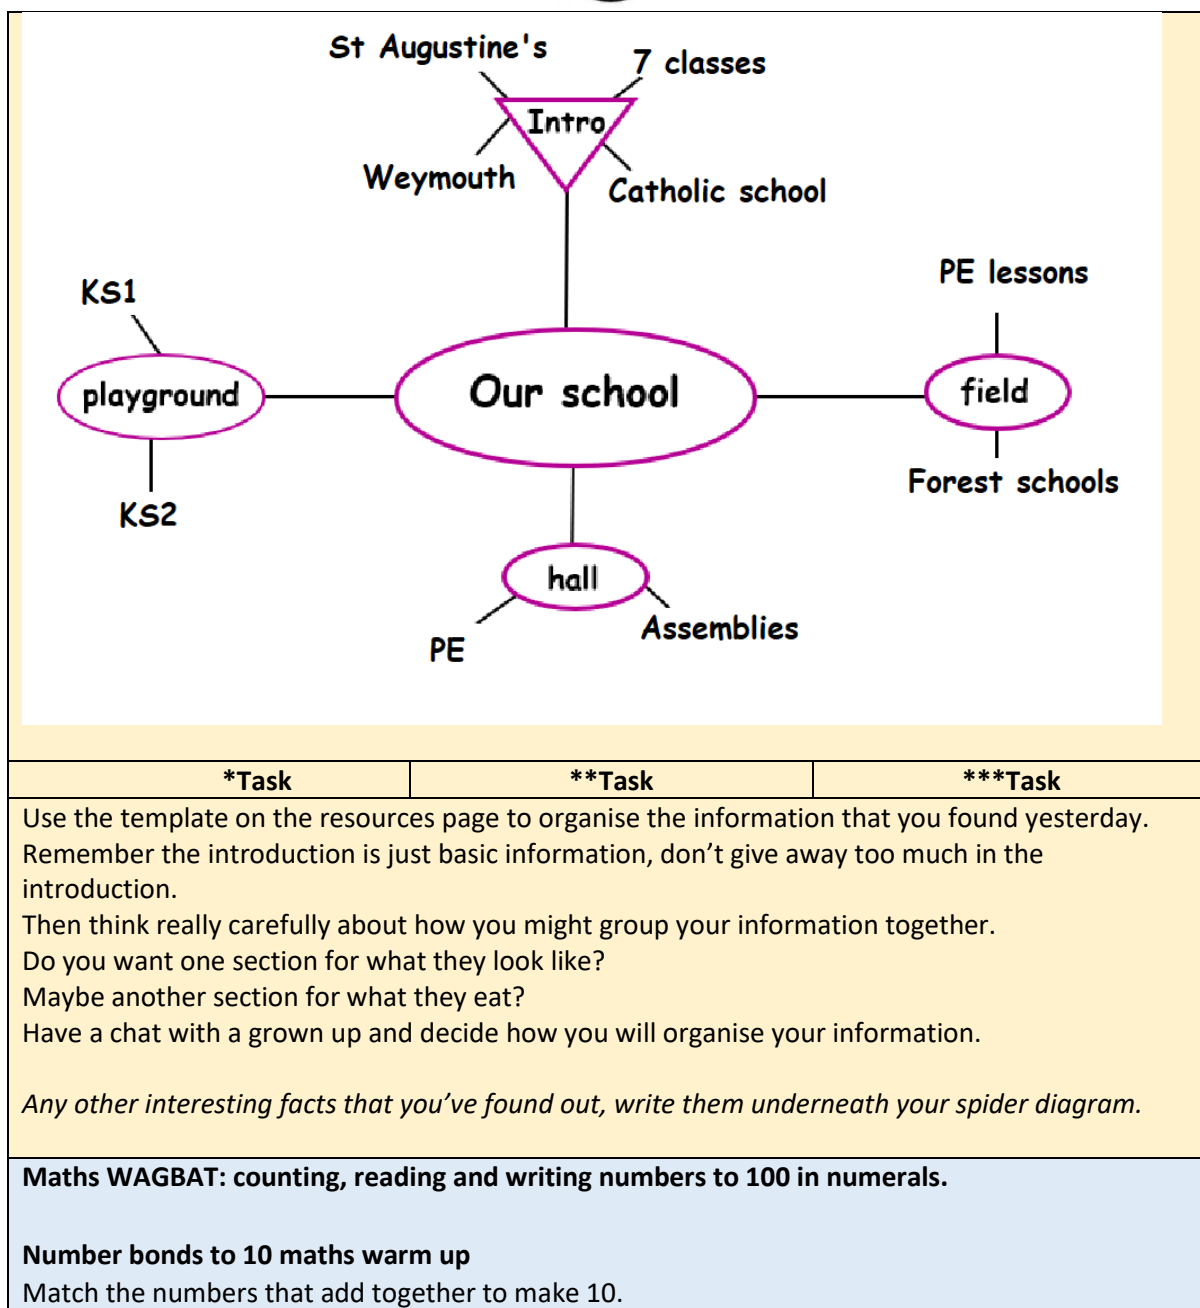 St Augustine's
7 classes
Intro
Weymouth
Catholic school
PE lessons
KS1
playground
Our school
field
KS2
Forest schools
hall
Assemblies
PE
*Task
**Task
***Task
Use the template on the resources page to organise the information that you found yesterday.
Remember the introduction is just basic information, don’t give away too much in the
introduction.
Then think really carefully about how you might group your information together.
Do you want one section for what they look like?
Maybe another section for what they eat?
Have a chat with a grown up and decide how you will organise your information.
Any other interesting facts that you’ve found out, write them underneath your spider diagram.
Maths WAGBAT: counting, reading and writing numbers to 100 in numerals.
Number bonds to 10 maths warm up
Match the numbers that add together to make 10.